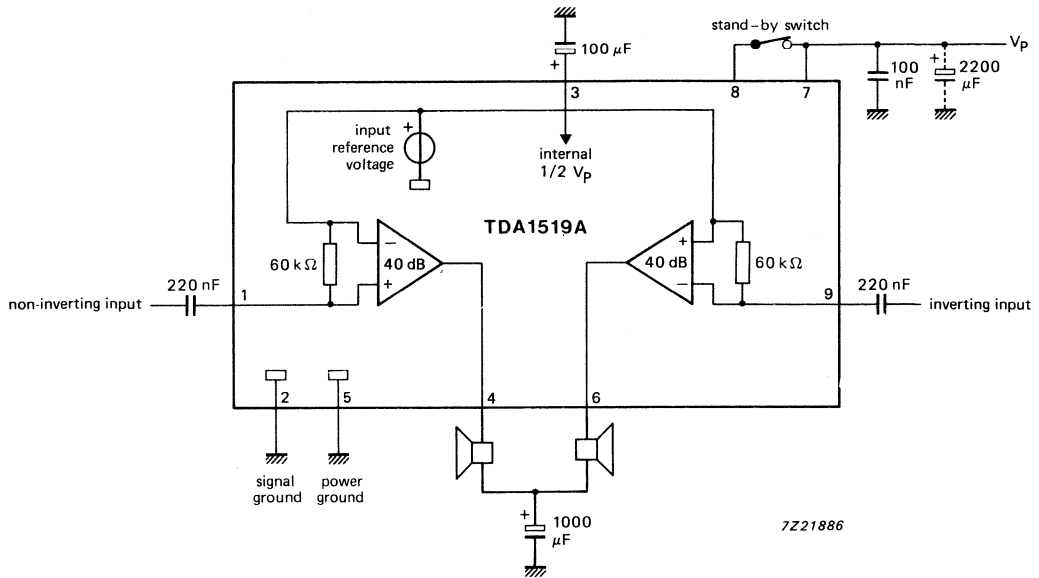 stand-by switch
100 μF
+
VP
3
8
7
100
nF
+
2200
μF
input
reference
voltage
+
internal
1/2 VP
TDA1519A
60 kΩ
−
40 dB
+
+
40 dB
−
60 kΩ
non-inverting input
220 nF
1
9
220 nF
inverting input
2
5
4
6
signal
ground
power
ground
+
1000
μF
7Z21886